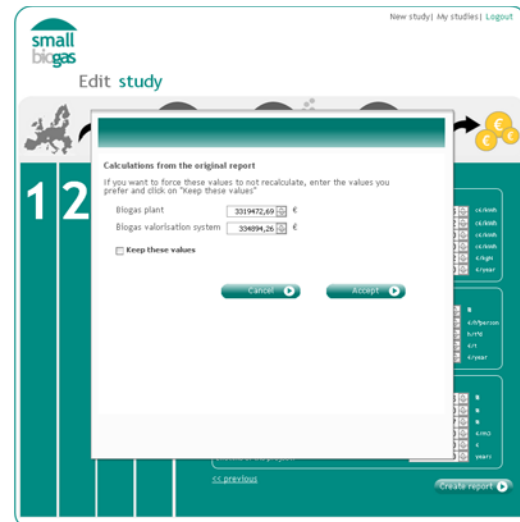 New study| My studies| Logout
small
biogas
Edit study
Calculations from the original report
If you want to force these values to not recalculate, enter the values you
prefer and click on "Keep these values"
Biogas plant 3319472,69 €
Biogas valorisation system 334894,26 €
Keep these values
Cancel
Accept
1 2
c€/kWh
c€/kWh
c€/kWh
c€/kWh
€/kgN
€/year
%
€/h/person
h/t*d
€/t
€/year
%
%
%
€/m3
€
years
<< previous
Create report